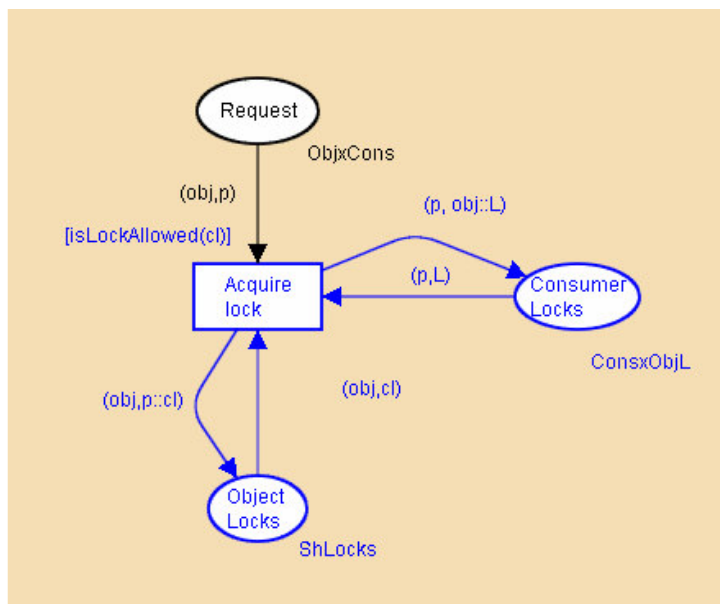 Request
ObjxCons
(obj,p)
(p, obj::L)
[isLockAllowed(cl)]
(p,L)
Acquire
lock
Consumer
Locks
ConsxObjL
(obj,p::cl)
(obj,cl)
Object
Locks
ShLocks